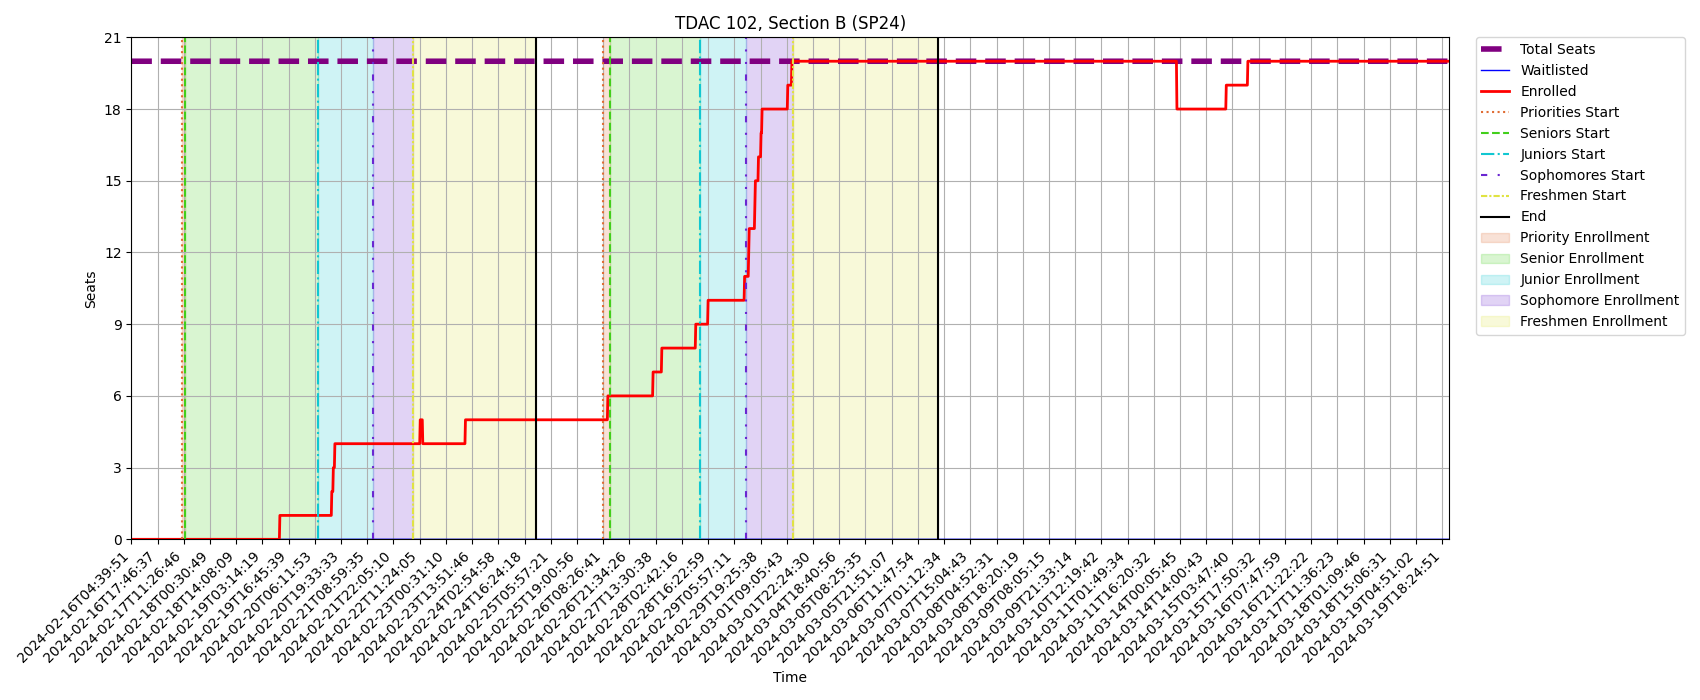 TDAC 102, Section B (SP24)
21
18
15
12
9
6
3
0
Seats
2024-02-16T04:39:51
2024-02-16T17:46:37
2024-02-17T11:26:46
2024-02-18T00:30:49
2024-02-18T14:08:09
2024-02-19T03:14:19
2024-02-19T16:45:39
2024-02-20T06:11:53
2024-02-20T19:33:33
2024-02-21T08:59:35
2024-02-21T22:05:10
2024-02-22T11:24:05
2024-02-23T00:31:10
2024-02-23T13:51:46
2024-02-24T02:54:58
2024-02-24T16:24:18
2024-02-25T05:57:21
2024-02-25T19:00:56
2024-02-26T08:26:41
2024-02-26T21:34:26
2024-02-27T13:30:38
2024-02-28T02:42:16
2024-02-28T16:22:59
2024-02-29T05:57:11
2024-02-29T19:25:38
2024-03-01T09:05:43
2024-03-01T22:24:30
2024-03-04T18:40:56
2024-03-05T08:25:35
2024-03-05T21:51:07
2024-03-06T11:47:54
2024-03-07T01:12:34
2024-03-07T15:04:43
2024-03-08T04:52:31
2024-03-08T18:20:19
2024-03-09T08:05:15
2024-03-09T21:33:14
2024-03-10T12:19:42
2024-03-11T01:49:34
2024-03-11T16:20:32
2024-03-14T00:05:45
2024-03-14T14:00:43
2024-03-15T03:47:40
2024-03-15T17:50:32
2024-03-16T07:47:59
2024-03-16T21:22:22
2024-03-17T11:36:23
2024-03-18T01:09:46
2024-03-18T15:06:31
2024-03-19T04:51:02
2024-03-19T18:24:51
Time
Total Seats
Waitlisted
Enrolled
Priorities Start
Seniors Start
Juniors Start
Sophomores Start
Freshmen Start
End
Priority Enrollment
Senior Enrollment
Junior Enrollment
Sophomore Enrollment
Freshmen Enrollment